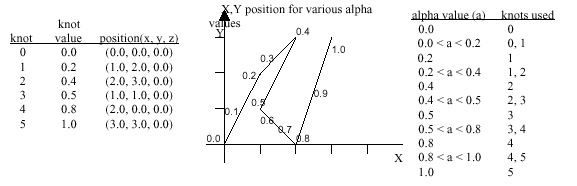 knot knot value position(x, y, z)
0 0.0 (0.0, 0.0, 0.0)
1 0.2 (1.0, 2.0, 0.0)
2 0.4 (2.0, 3.0, 0.0)
3 0.5 (1.0, 1.0, 0.0)
4 0.8 (2.0, 0.0, 0.0)
5 1.0 (3.0, 3.0, 0.0)
X,Y position for various alpha
values
Y
0.4
1.0
0.3
0.2
0.9
0.5
0.1
0.6
0.7
0.0
0.8
X
alpha value (a) knots used
0.0 0
0.0 < a < 0.2 0, 1
0.2 1
0.2 < a < 0.4 1, 2
0.4 2
0.4 < a < 0.5 2, 3
0.5 3
0.5 < a < 0.8 3, 4
0.8 4
0.8 < a < 1.0 4, 5
1.0 5